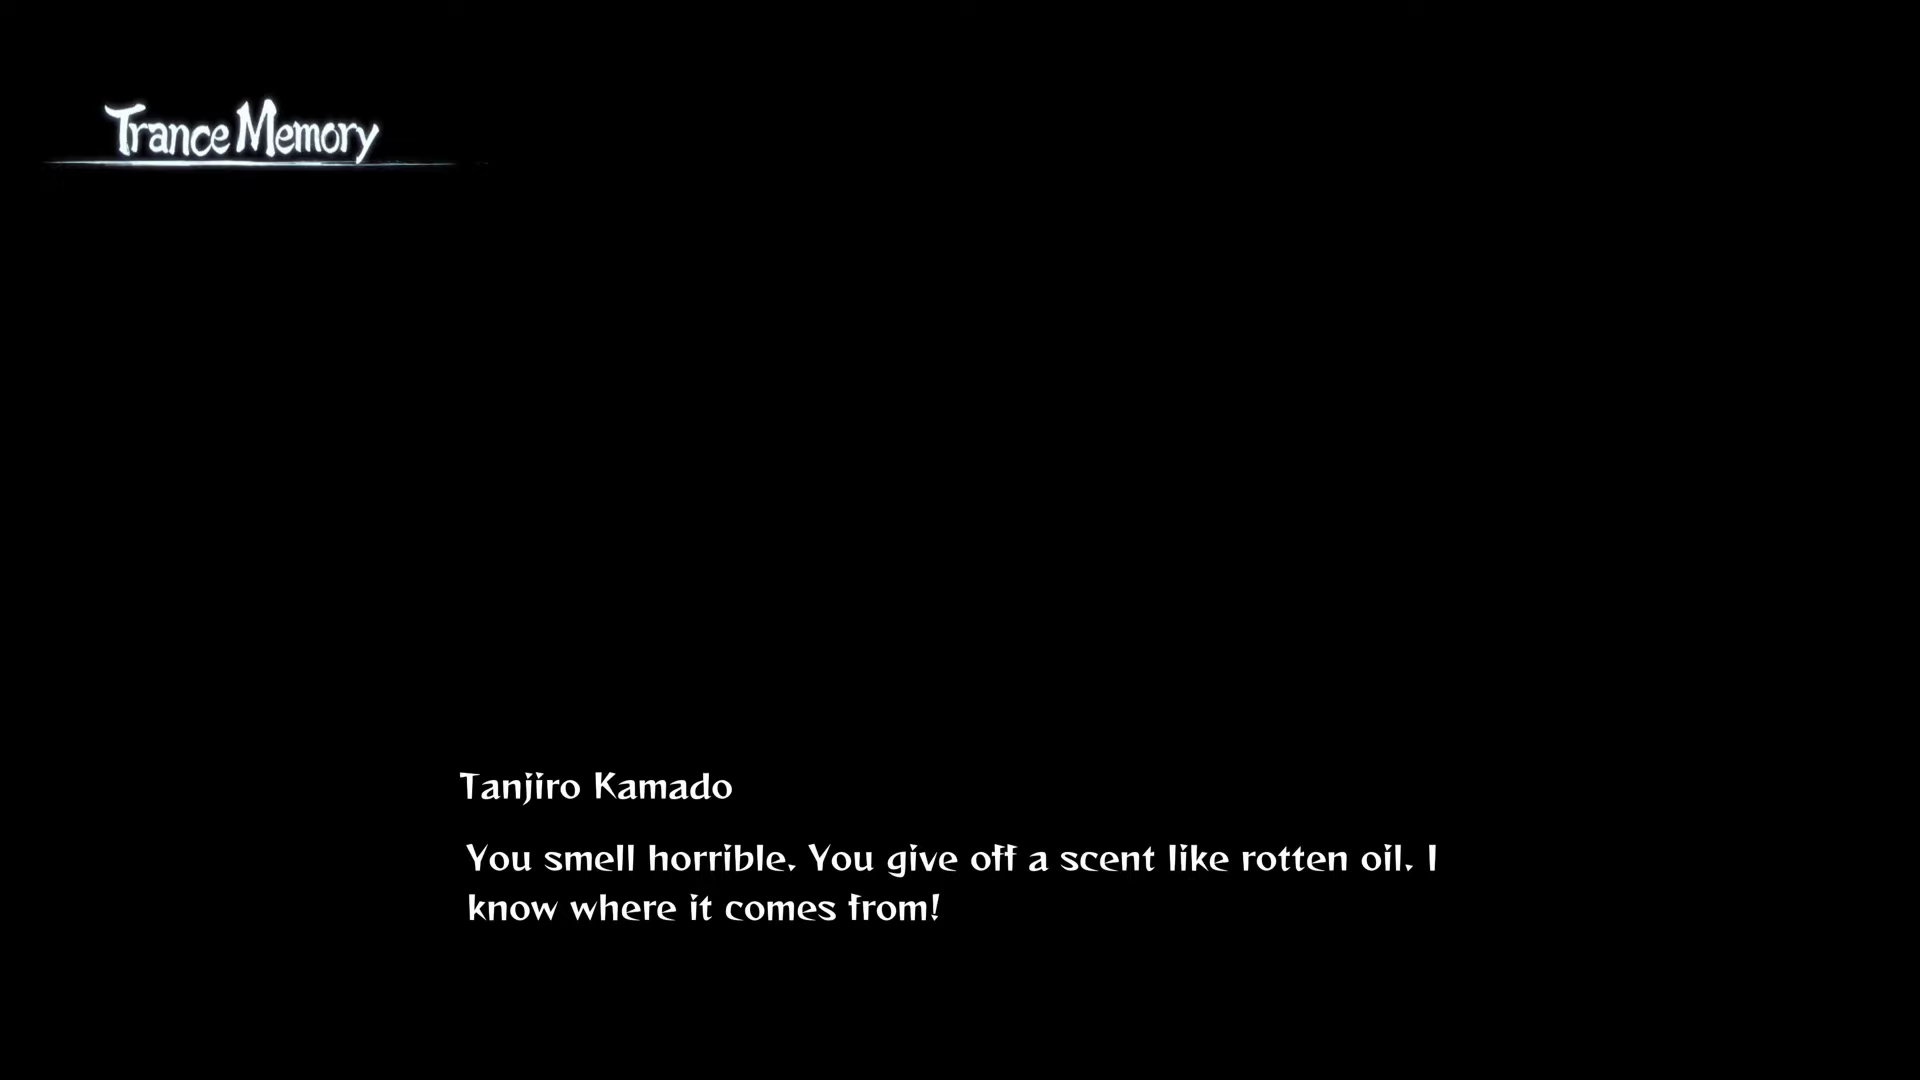 Trance Memory
Tanjiro Kamado
You smell horrible. You give off a scent like rotten oil. I
know where it comes from!